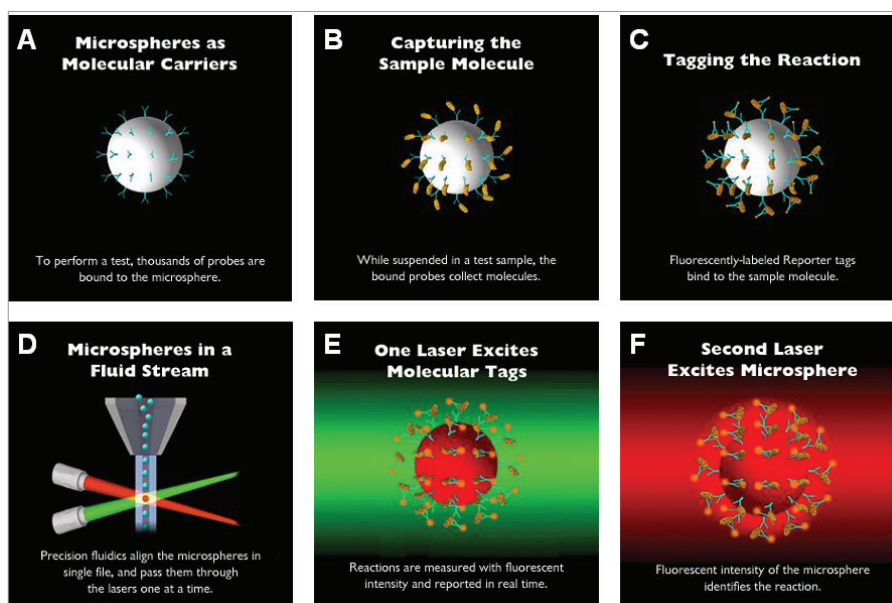 A
Microspheres as
Molecular Carriers
To perform a test, thousands of probes are
bound to the microsphere.
B
Capturing the
Sample Molecule
While suspended in a test sample, the
bound probes collect molecules.
C
Tagging the Reaction
Fluorescently-labeled Reporter tags
bind to the sample molecule.
D
Microspheres in a
Fluid Stream
Precision fluidics align the microspheres in
single file, and pass them through
the lasers one at a time.
E
One Laser Excites
Molecular Tags
Reactions are measured with fluorescent
intensity and reported in real time.
F
Second Laser
Excites Microsphere
Fluorescent intensity of the microsphere
identifies the reaction.